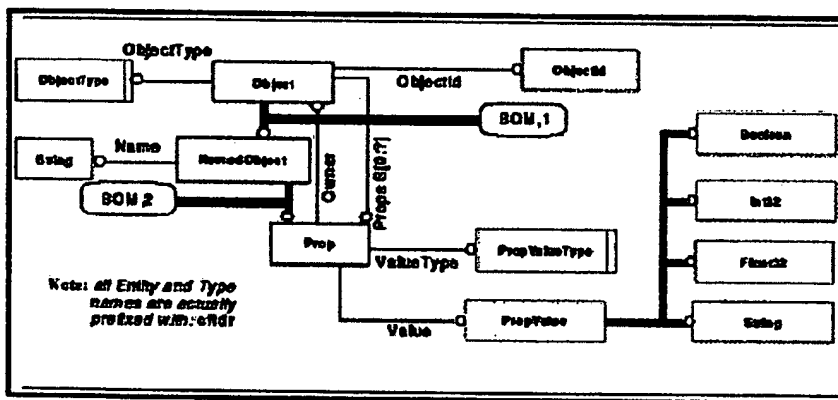 ObjectType
ObjectType
Object
ObjectId
ObjectId
BOM,1
Boolean
Name
String
NamedObject
Owner
Props S[0:?]
BOM,2
Int32
Prop
ValueType
PropValueType
Float32
Note: all Entity and Type
names are actually
prefixed with:
Value
PropValue
String